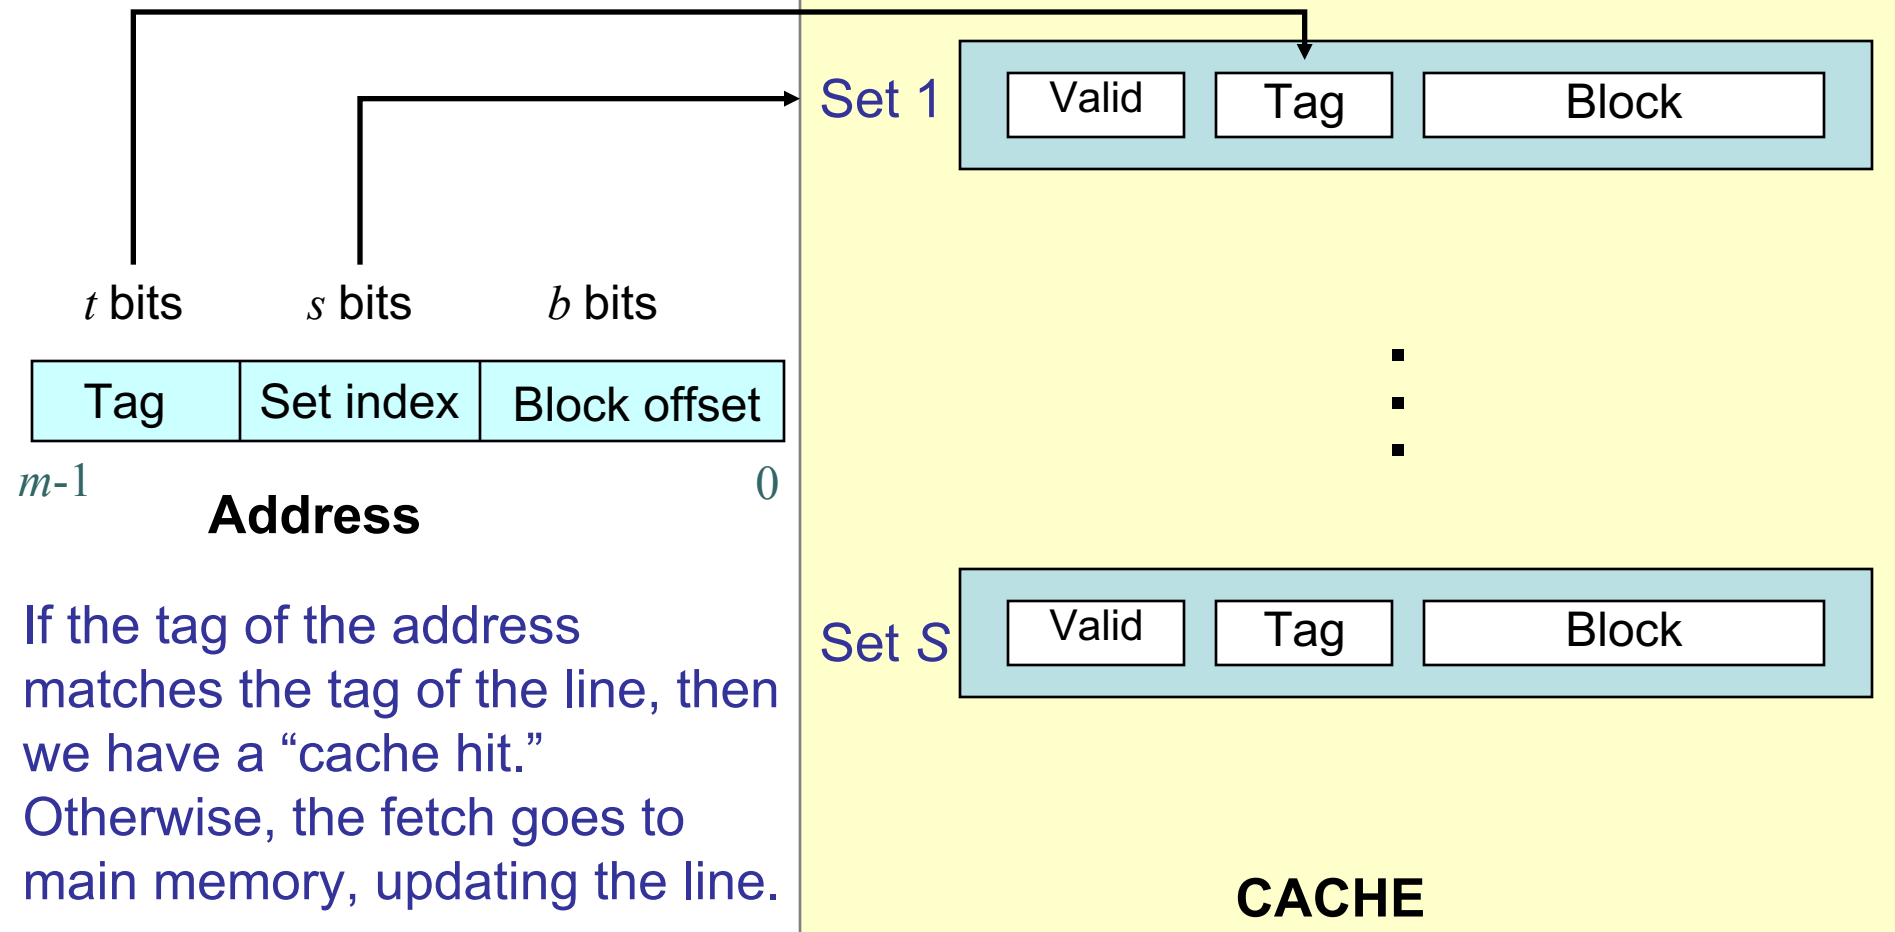 Set 1
Valid
Tag
Block
t bits
s bits
b bits
Tag
Set index
Block offset
m-1
0
Address
If the tag of the address
matches the tag of the line, then
we have a “cache hit.”
Otherwise, the fetch goes to
main memory, updating the line.
Set S
Valid
Tag
Block
CACHE